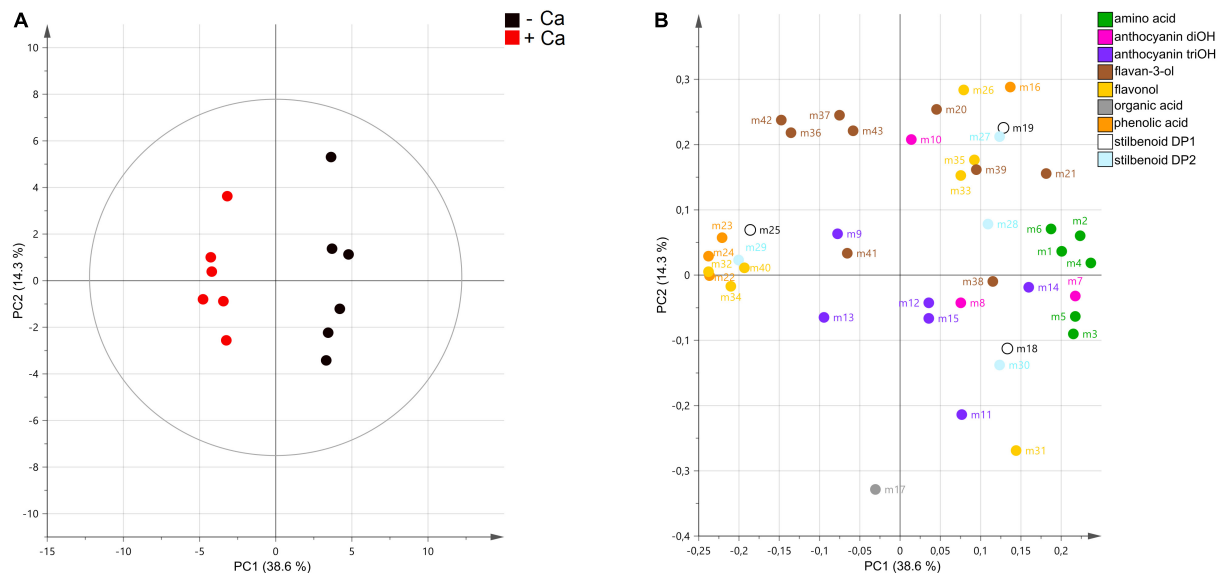 A
- Ca
+ Ca
10
8
6
4
2
0
-2
-4
-6
-8
-10
-15
-10
-5
0
5
10
PC2 (14.3 %)
PC1 (38.6 %)
B
amino acid
anthocyanin diOH
anthocyanin triOH
flavan-3-ol
flavonol
organic acid
phenolic acid
stilbenoid DP1
stilbenoid DP2
0,3
0,2
0,1
0
-0,1
-0,2
-0,3
-0,4
-0,25
-0,2
-0,15
-0,1
-0,05
0
0,05
0,1
0,15
0,2
PC2 (14.3 %)
PC1 (38.6 %)
m26
m16
m42
m37
m20
m36
m43
m10
m27
m19
m35
m39
m33
m21
m23
m25
m9
m28
m6
m2
m24
m29
m41
m1
m32
m40
m4
m22
m34
m38
m14
m7
m13
m12
m8
m15
m5
m3
m18
m30
m11
m31
m17